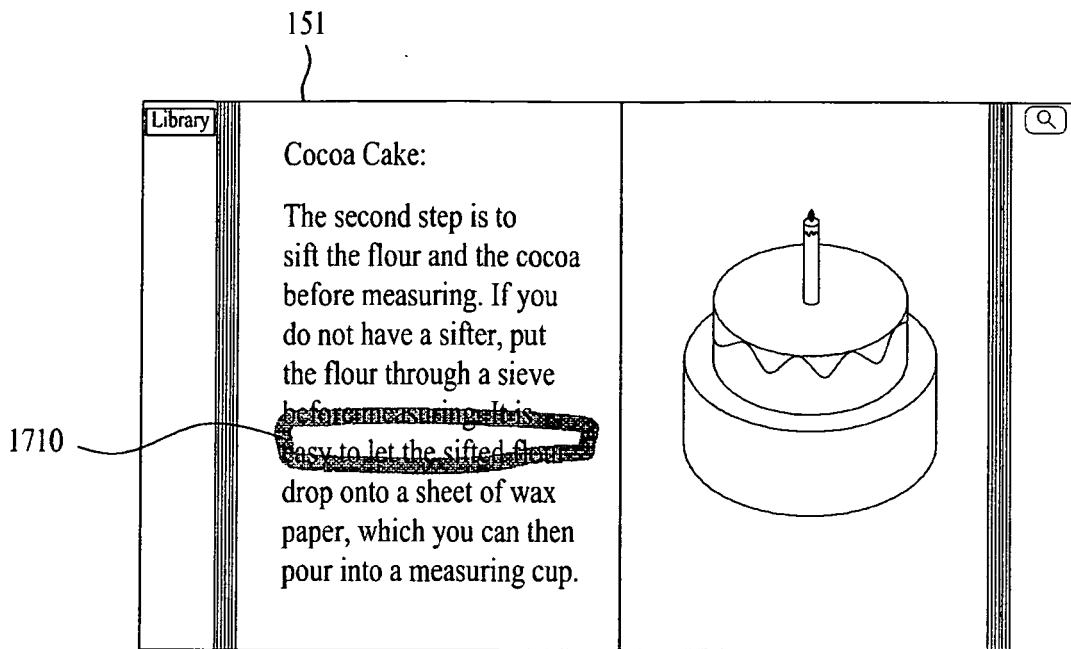 151
Library
Cocoa Cake:
The second step is to
sift the flour and the cocoa
before measuring. If you
do not have a sifter, put
the flour through a sieve
before measuring. It is
easy to let the sifted flour
drop onto a sheet of wax
paper, which you can then
pour into a measuring cup.
1710